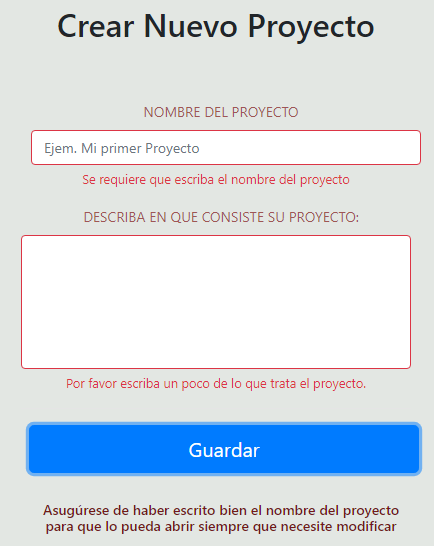 Crear Nuevo Proyecto
NOMBRE DEL PROYECTO
Ejem. Mi primer Proyecto
Se requiere que escriba el nombre del proyecto
DESCRIBA EN QUE CONSISTE SU PROYECTO:
Por favor escriba un poco de lo que trata el proyecto.
Guardar
Asugúrese de haber escrito bien el nombre del proyecto
para que lo pueda abrir siempre que necesite modificar